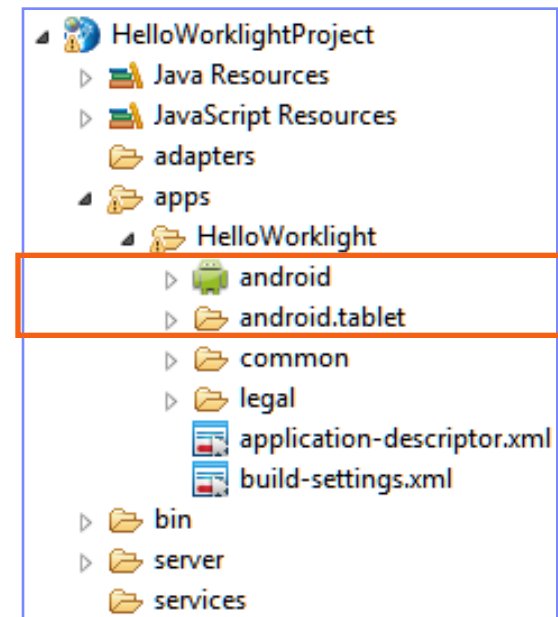 HelloWorklightProject
Java Resources
JavaScript Resources
adapters
apps
HelloWorklight
android
android.tablet
common
legal
application-descriptor.xml
build-settings.xml
bin
server
services